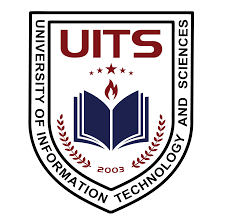 UITS
2003
UNIVERSITY OF INFORMATION TECHNOLOGY AND SCIENCES